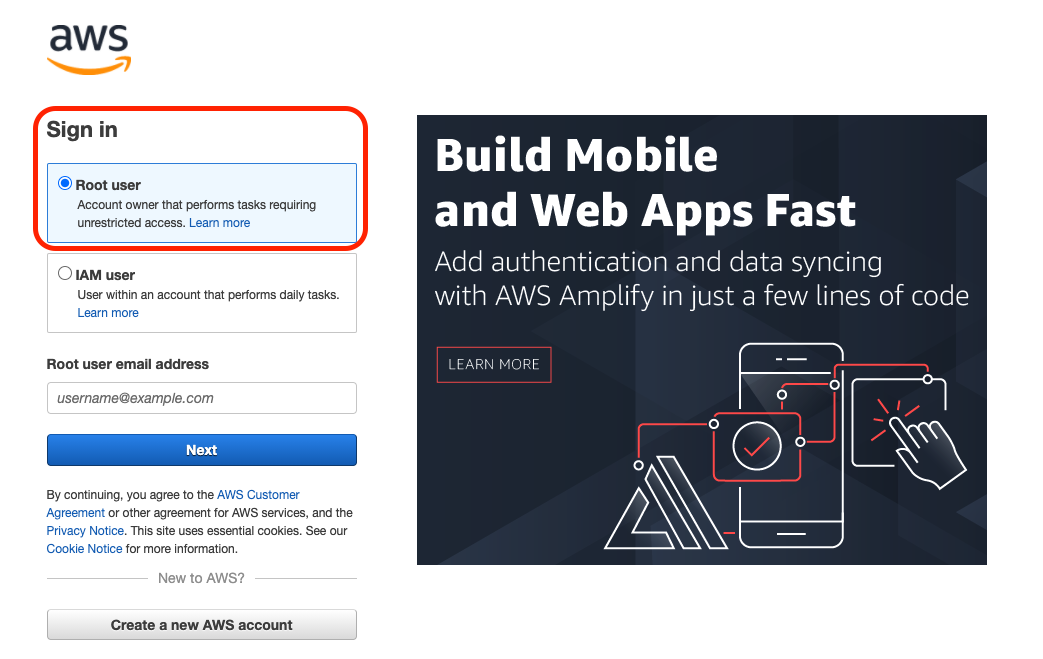 aws
Sign in
Root user
Account owner that performs tasks requiring
unrestricted access. Learn more
IAM user
User within an account that performs daily tasks.
Learn more
Root user email address
username@example.com
Next
By continuing, you agree to the AWS Customer
Agreement or other agreement for AWS services, and the
Privacy Notice. This site uses essential cookies. See our
Cookie Notice for more information.
New to AWS?
Create a new AWS account
Build Mobile
and Web Apps Fast
Add authentication and data syncing
with AWS Amplify in just a few lines of code
LEARN MORE